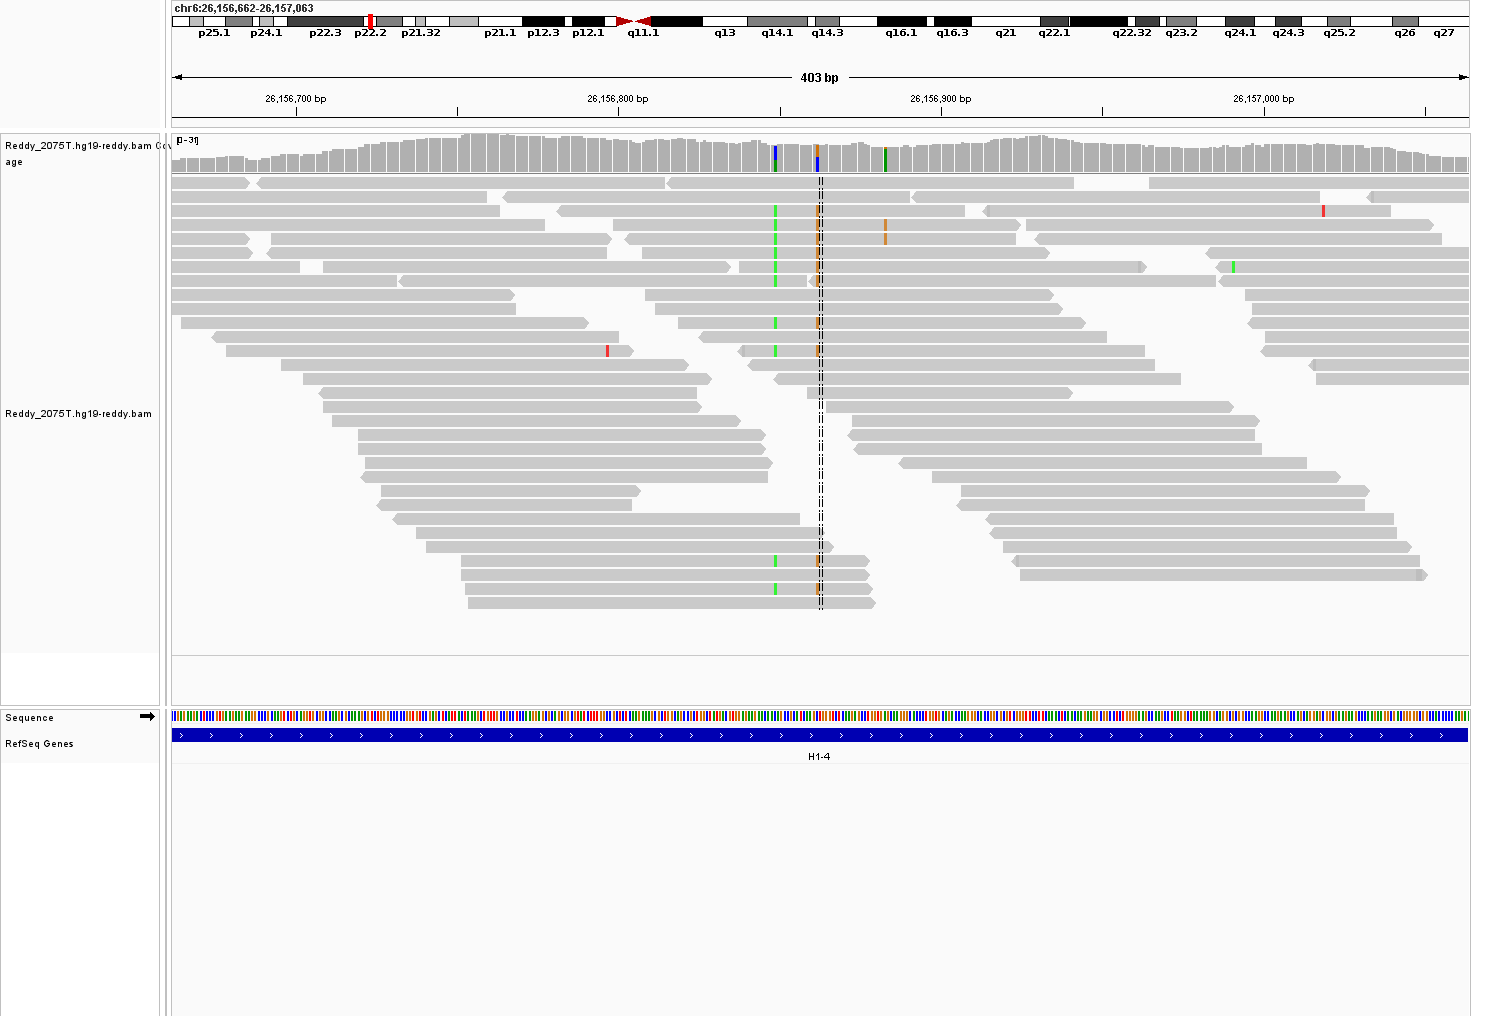 chr6:26,156,662-26,157,063
p25.1 p24.1 p22.3 p22.2 p21.32 p21.1 p12.3 p12.1 q11.1 q13 q14.1 q14.3 q16.1 q16.3 q21 q22.1 q22.32 q23.2 q24.1 q24.3 q25.2 q26 q27
403 bp
26,156,700 bp 26,156,800 bp 26,156,900 bp 26,157,000 bp
[0-31]
Reddy_2075T.hg19-reddy.bam Cov
age
Reddy_2075T.hg19-reddy.bam
Sequence
RefSeq Genes
H1-4